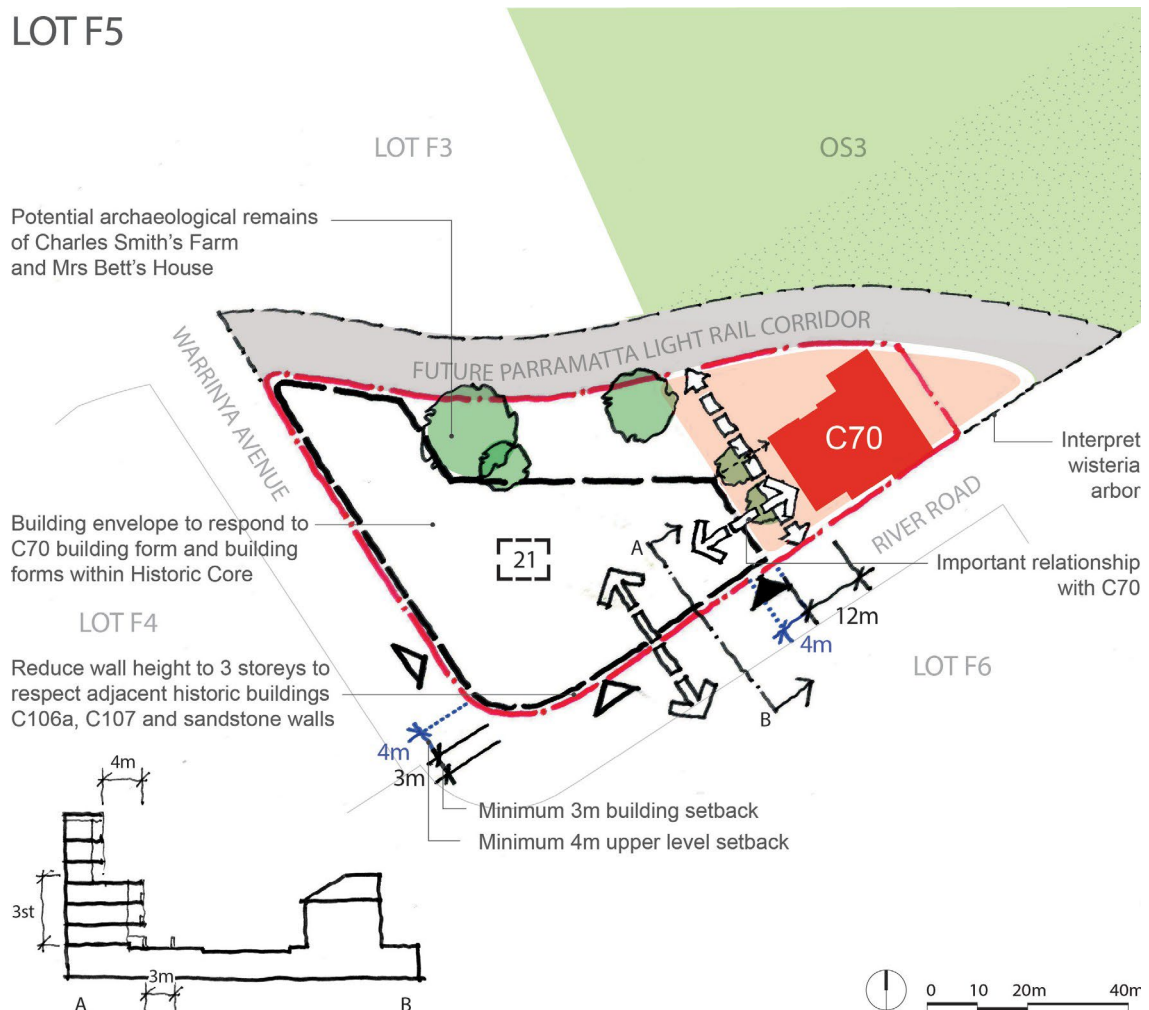 LOT F5
LOT F3
OS3
Potential archaeological remains
of Charles Smith's Farm
and Mrs Bett's House
WARRINYA AVENUE
FUTURE PARRAMATTA LIGHT RAIL CORRIDOR
C70
Interpret
wisteria
arbor
RIVER ROAD
Building envelope to respond to
C70 building form and building
forms within Historic Core
21
A
Important relationship
with C70
12m
4m
LOT F4
LOT F6
Reduce wall height to 3 storeys to
respect adjacent historic buildings
C106a, C107 and sandstone walls
B
4m
3m
Minimum 3m building setback
Minimum 4m upper level setback
4m
3st
3m
A
B
0 10 20m 40m